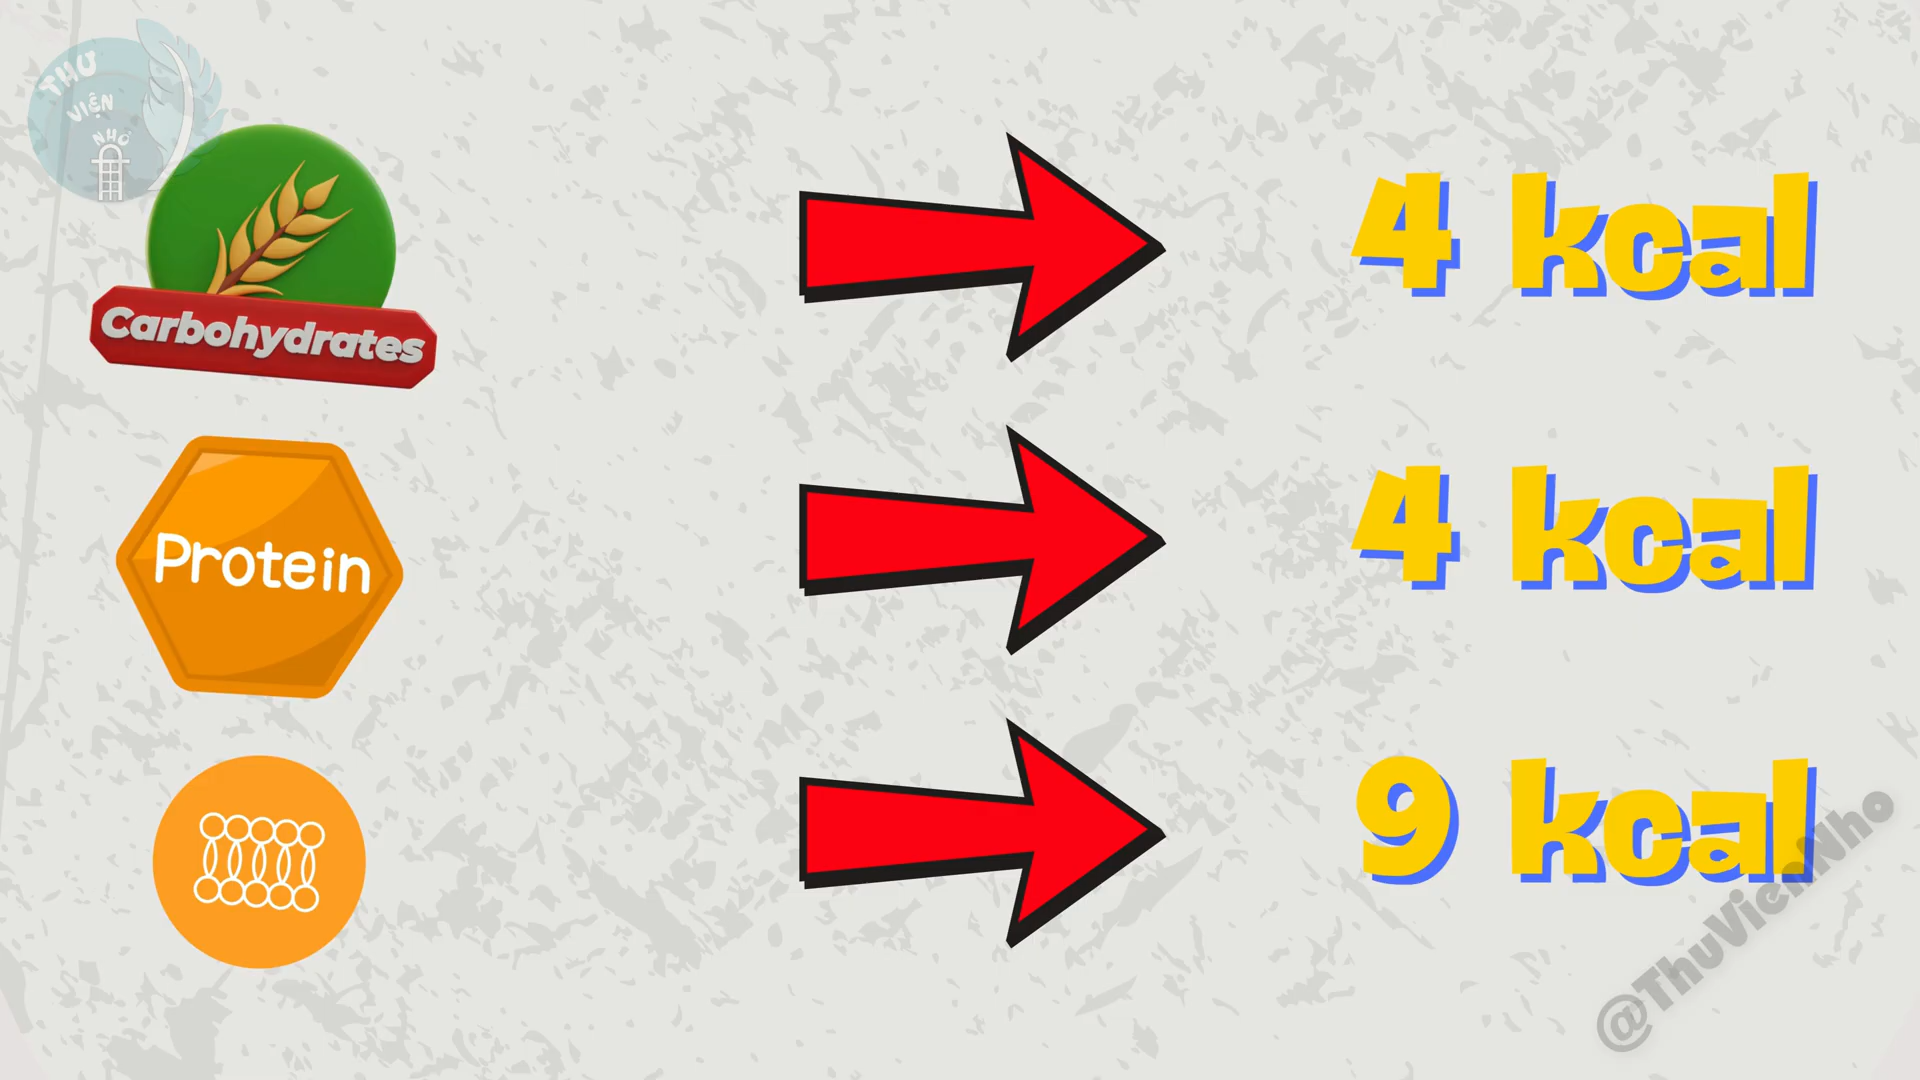 THƯ
VIỆN
NHỎ
Carbohydrates
4 kcal
Protein
4 kcal
9 kcal
@ThuVienNho